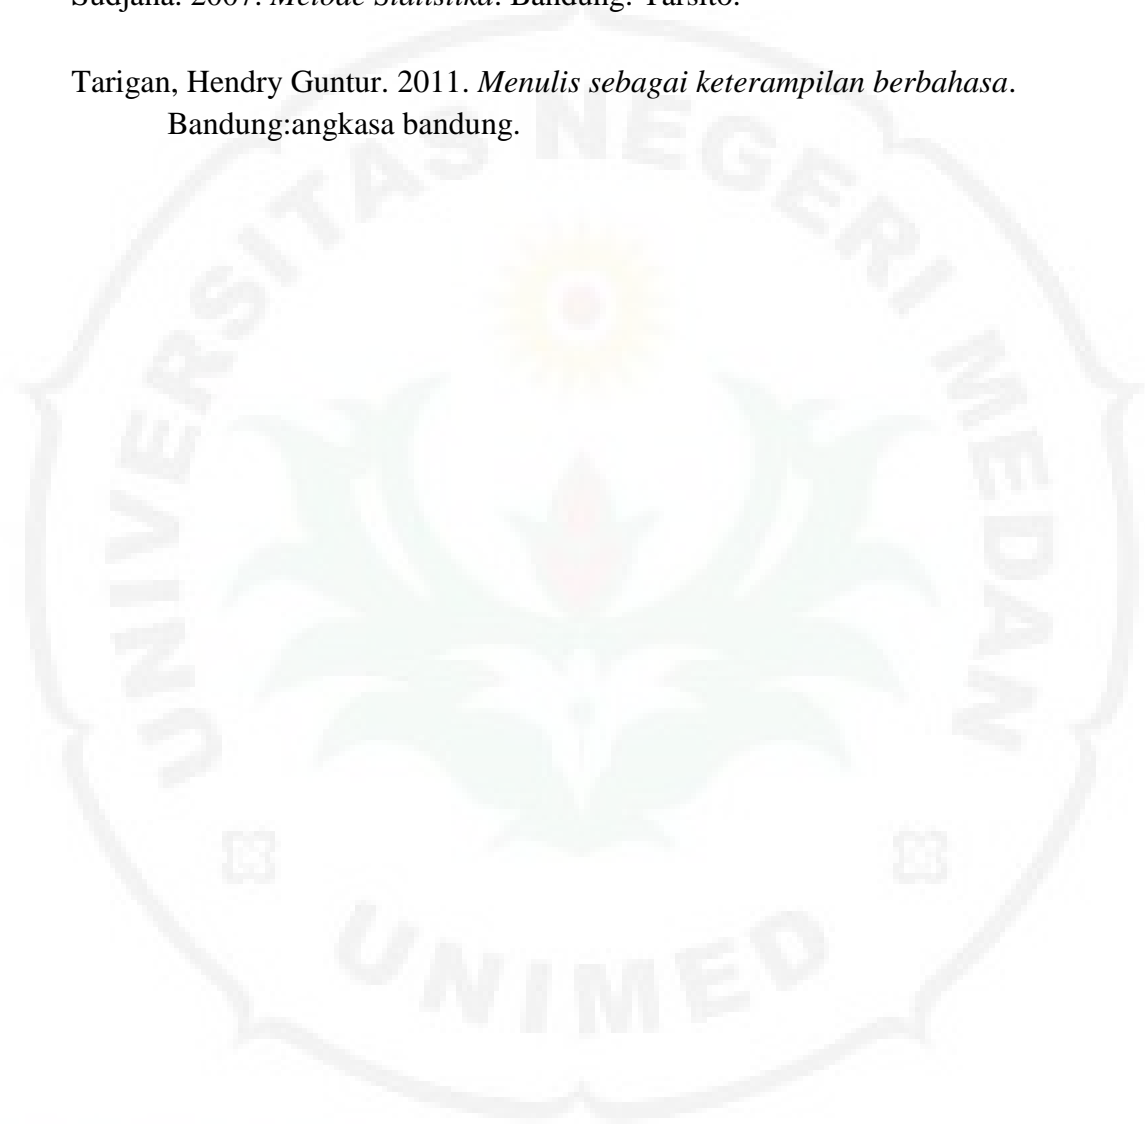 Sudjana. 2007. Metode Statistika. Bandung: Tarsito.
Tarigan, Hendry Guntur. 2011. Menulis sebagai keterampilan berbahasa.
Bandung:angkasa bandung.
UNIVERSITAS NEGERI MEDAN
UNIMED